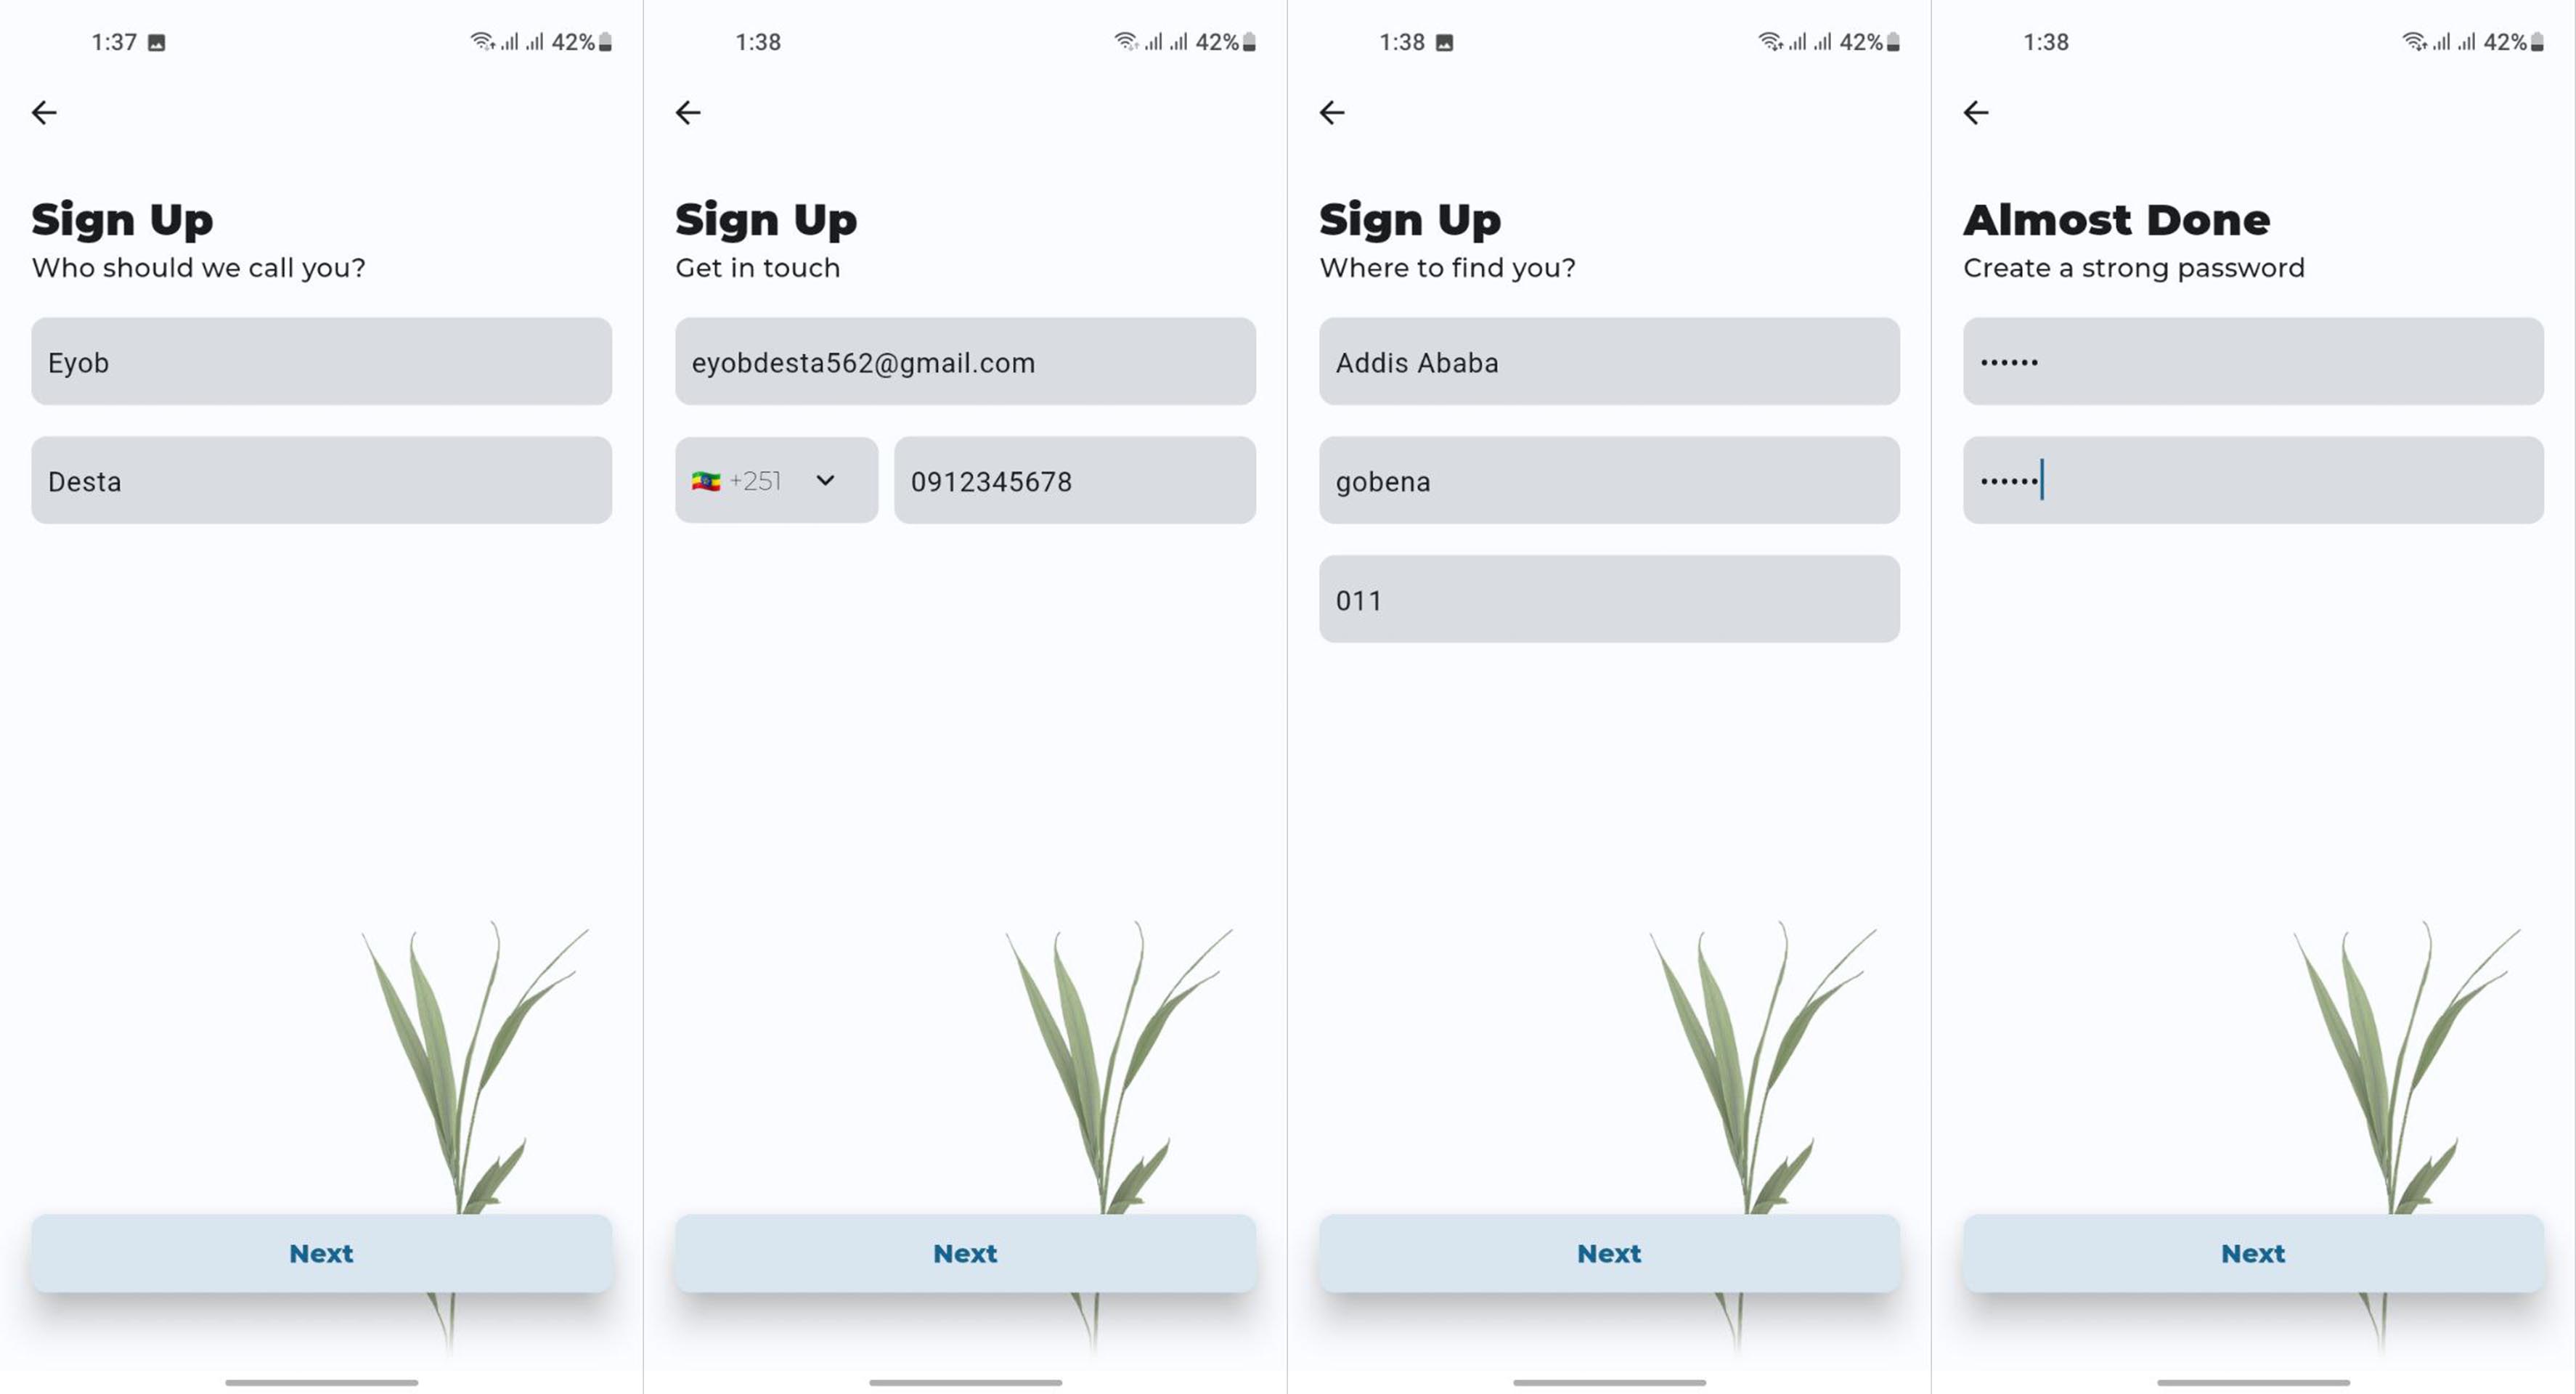 1:37 42%
Sign Up
Who should we call you?
Eyob
Desta
Next
1:38 42%
Sign Up
Get in touch
eyobdesta562@gmail.com
+251 0912345678
Next
1:38 42%
Sign Up
Where to find you?
Addis Ababa
gobena
011
Next
1:38 42%
Almost Done
Create a strong password
••••••
••••••
Next